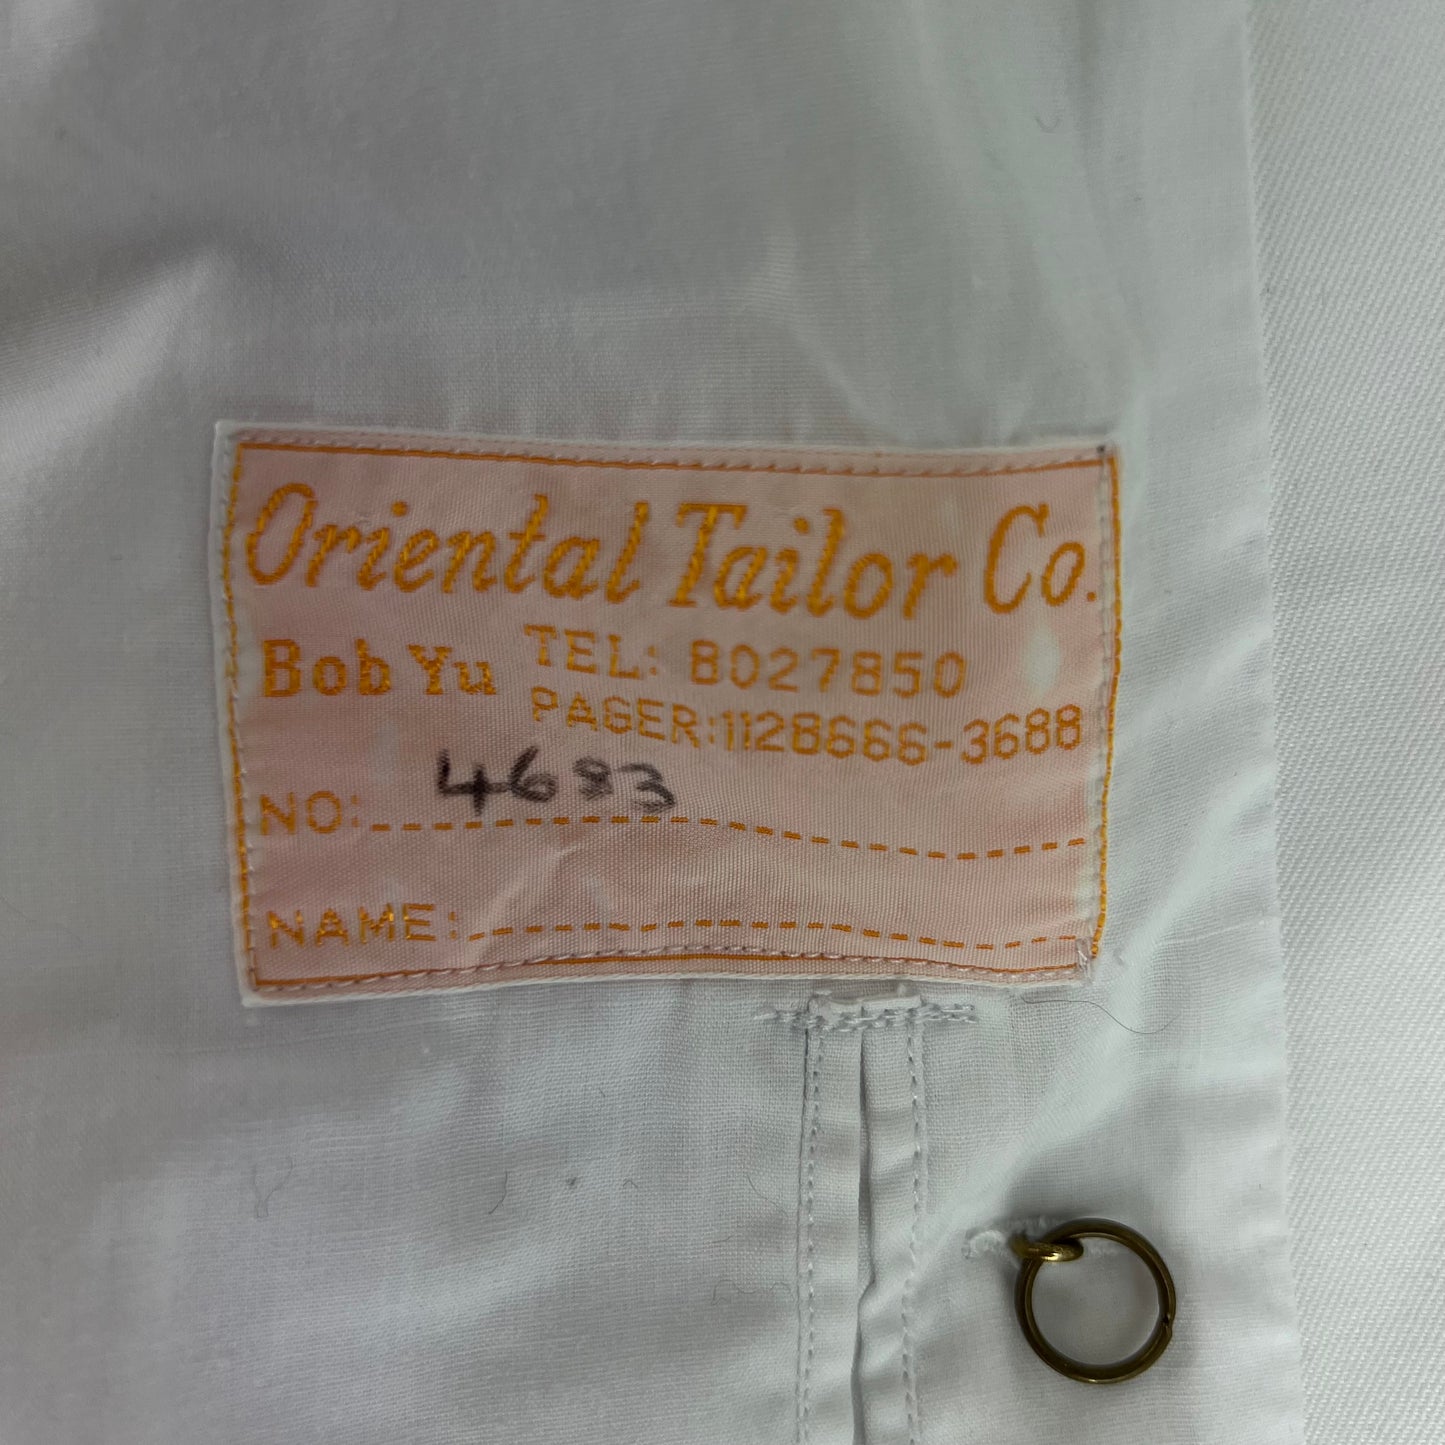 Oriental Tailor Co.
Bob Yu TEL: 8027850
PAGER: 1128666-3688
NO: 4683
NAME: